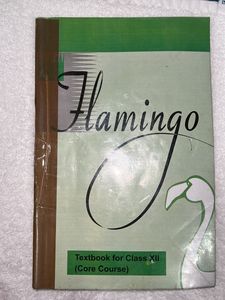 Flamingo
Textbook for Class XII
(Core Course)